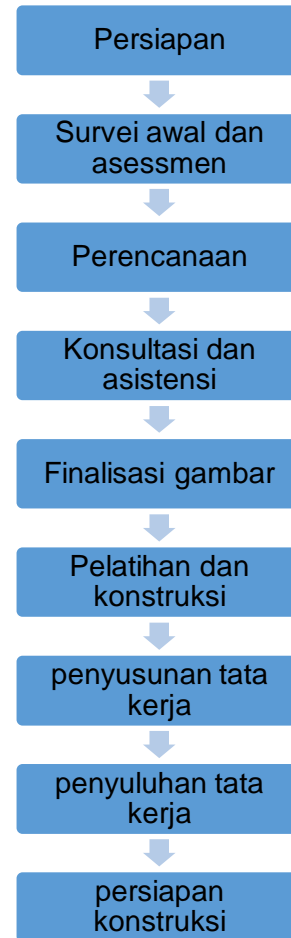 Persiapan
Survei awal dan
asessmen
Perencanaan
Konsultasi dan
asistensi
Finalisasi gambar
Pelatihan dan
konstruksi
penyusunan tata
kerja
penyuluhan tata
kerja
persiapan
konstruksi